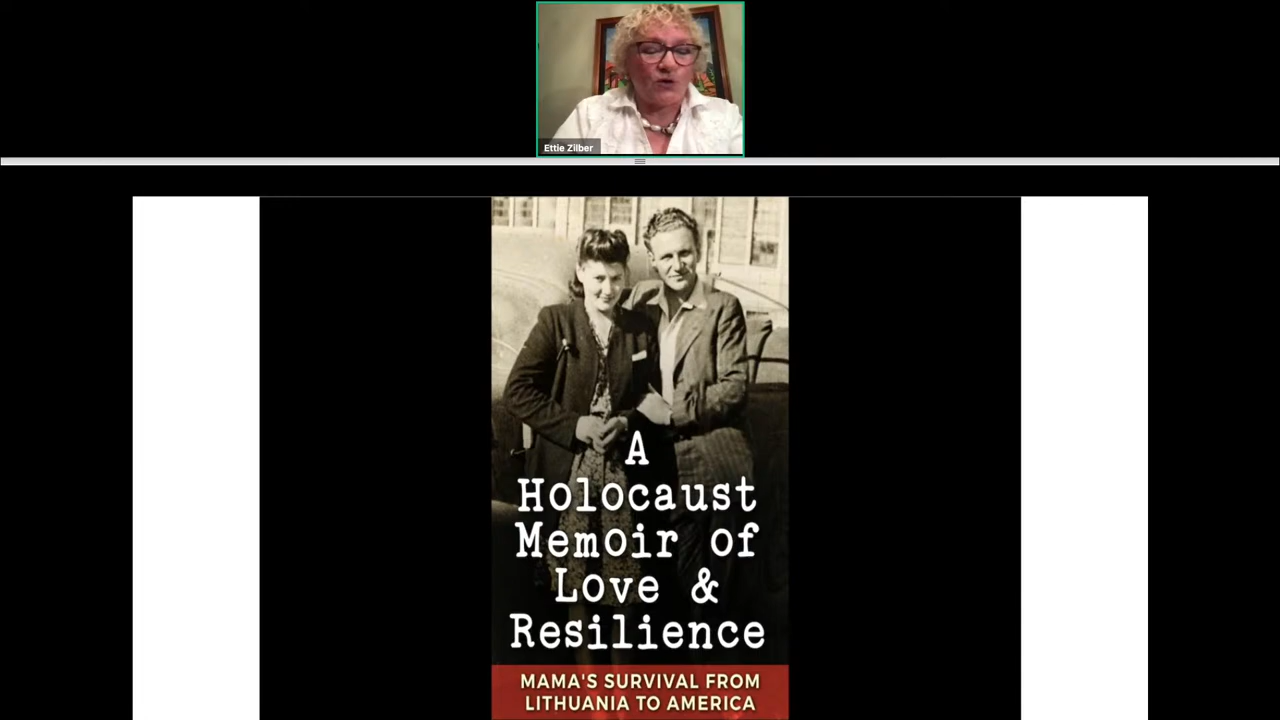 Ettie Zilber
A
Holocaust
Memoir of
Love &
Resilience
MAMA'S SURVIVAL FROM
LITHUANIA TO AMERICA